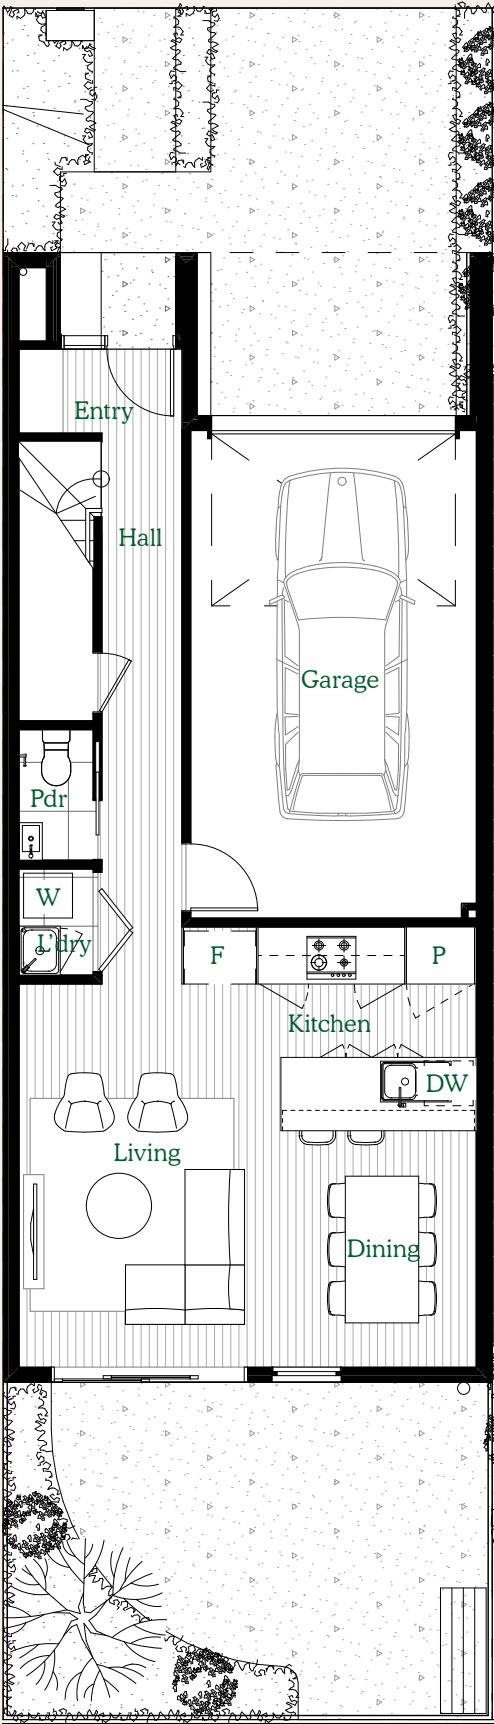 Entry
Hall
Garage
Pdr
W
L'dry
F
P
Kitchen
DW
Living
Dining